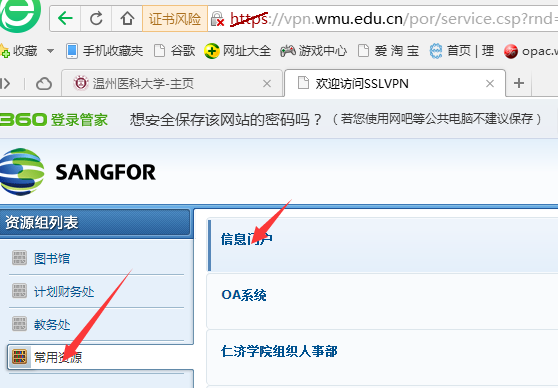 证书风险 https://vpn.wmu.edu.cn/por/service.csp?rnd=
收藏 手机收藏夹 谷歌 网址大全 游戏中心 爱淘宝 首页 | 理 opac.w
温州医科大学-主页 欢迎访问SSLVPN
360 登录管家 想安全保存该网站的密码吗？（若您使用网吧等公共电脑不建议保存）
SANGFOR
资源组列表
图书馆
计划财务处
教务处
常用资源
信息门户
OA系统
仁济学院组织人事部